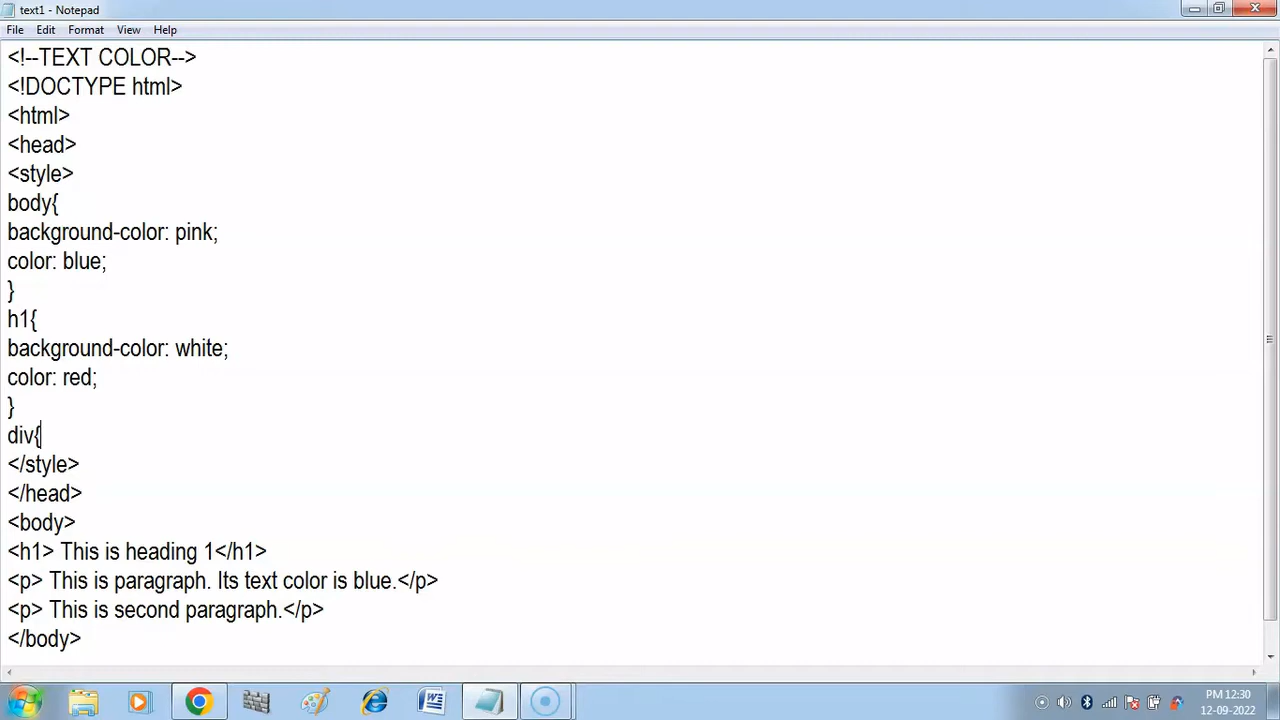 text1 - Notepad
File Edit Format View Help
<!--TEXT COLOR-->
<!DOCTYPE html>
<html>
<head>
<style>
body{
background-color: pink;
color: blue;
}
h1{
background-color: white;
color: red;
}
div{
</style>
</head>
<body>
<h1> This is heading 1</h1>
<p> This is paragraph. Its text color is blue.</p>
<p> This is second paragraph.</p>
</body>
PM 12:30
12-09-2022